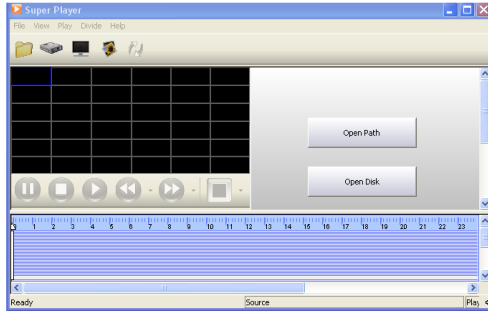 Super Player
File View Play Divide Help
Open Path
Open Disk
0 1 2 3 4 5 6 7 8 9 10 11 12 13 14 15 16 17 18 19 20 21 22 23
Ready Source Play